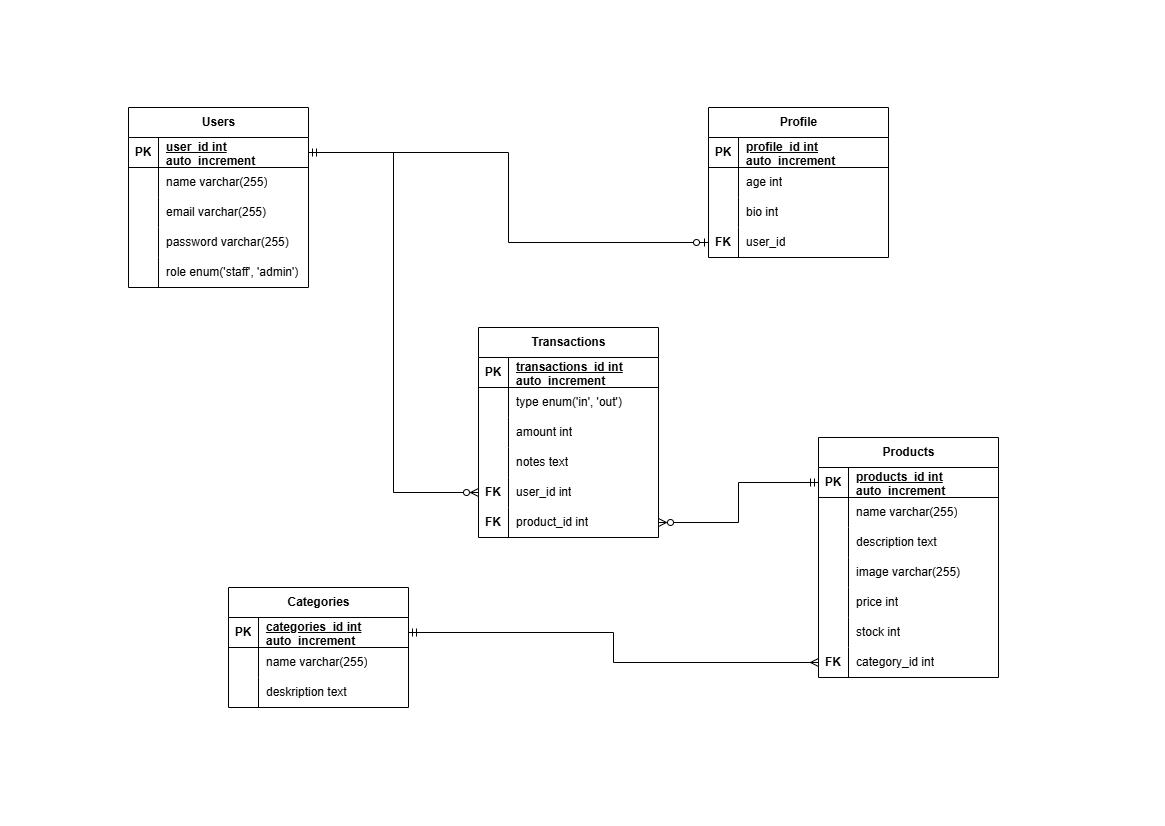 Users
PK
user_id int
auto_increment
name varchar(255)
email varchar(255)
password varchar(255)
role enum('staff', 'admin')
Profile
PK
profile_id int
auto_increment
age int
bio int
FK
user_id
Transactions
PK
transactions_id int
auto_increment
type enum('in', 'out')
amount int
notes text
FK
user_id int
FK
product_id int
Products
PK
products_id int
auto_increment
name varchar(255)
description text
image varchar(255)
price int
stock int
FK
category_id int
Categories
PK
categories_id int
auto_increment
name varchar(255)
deskription text